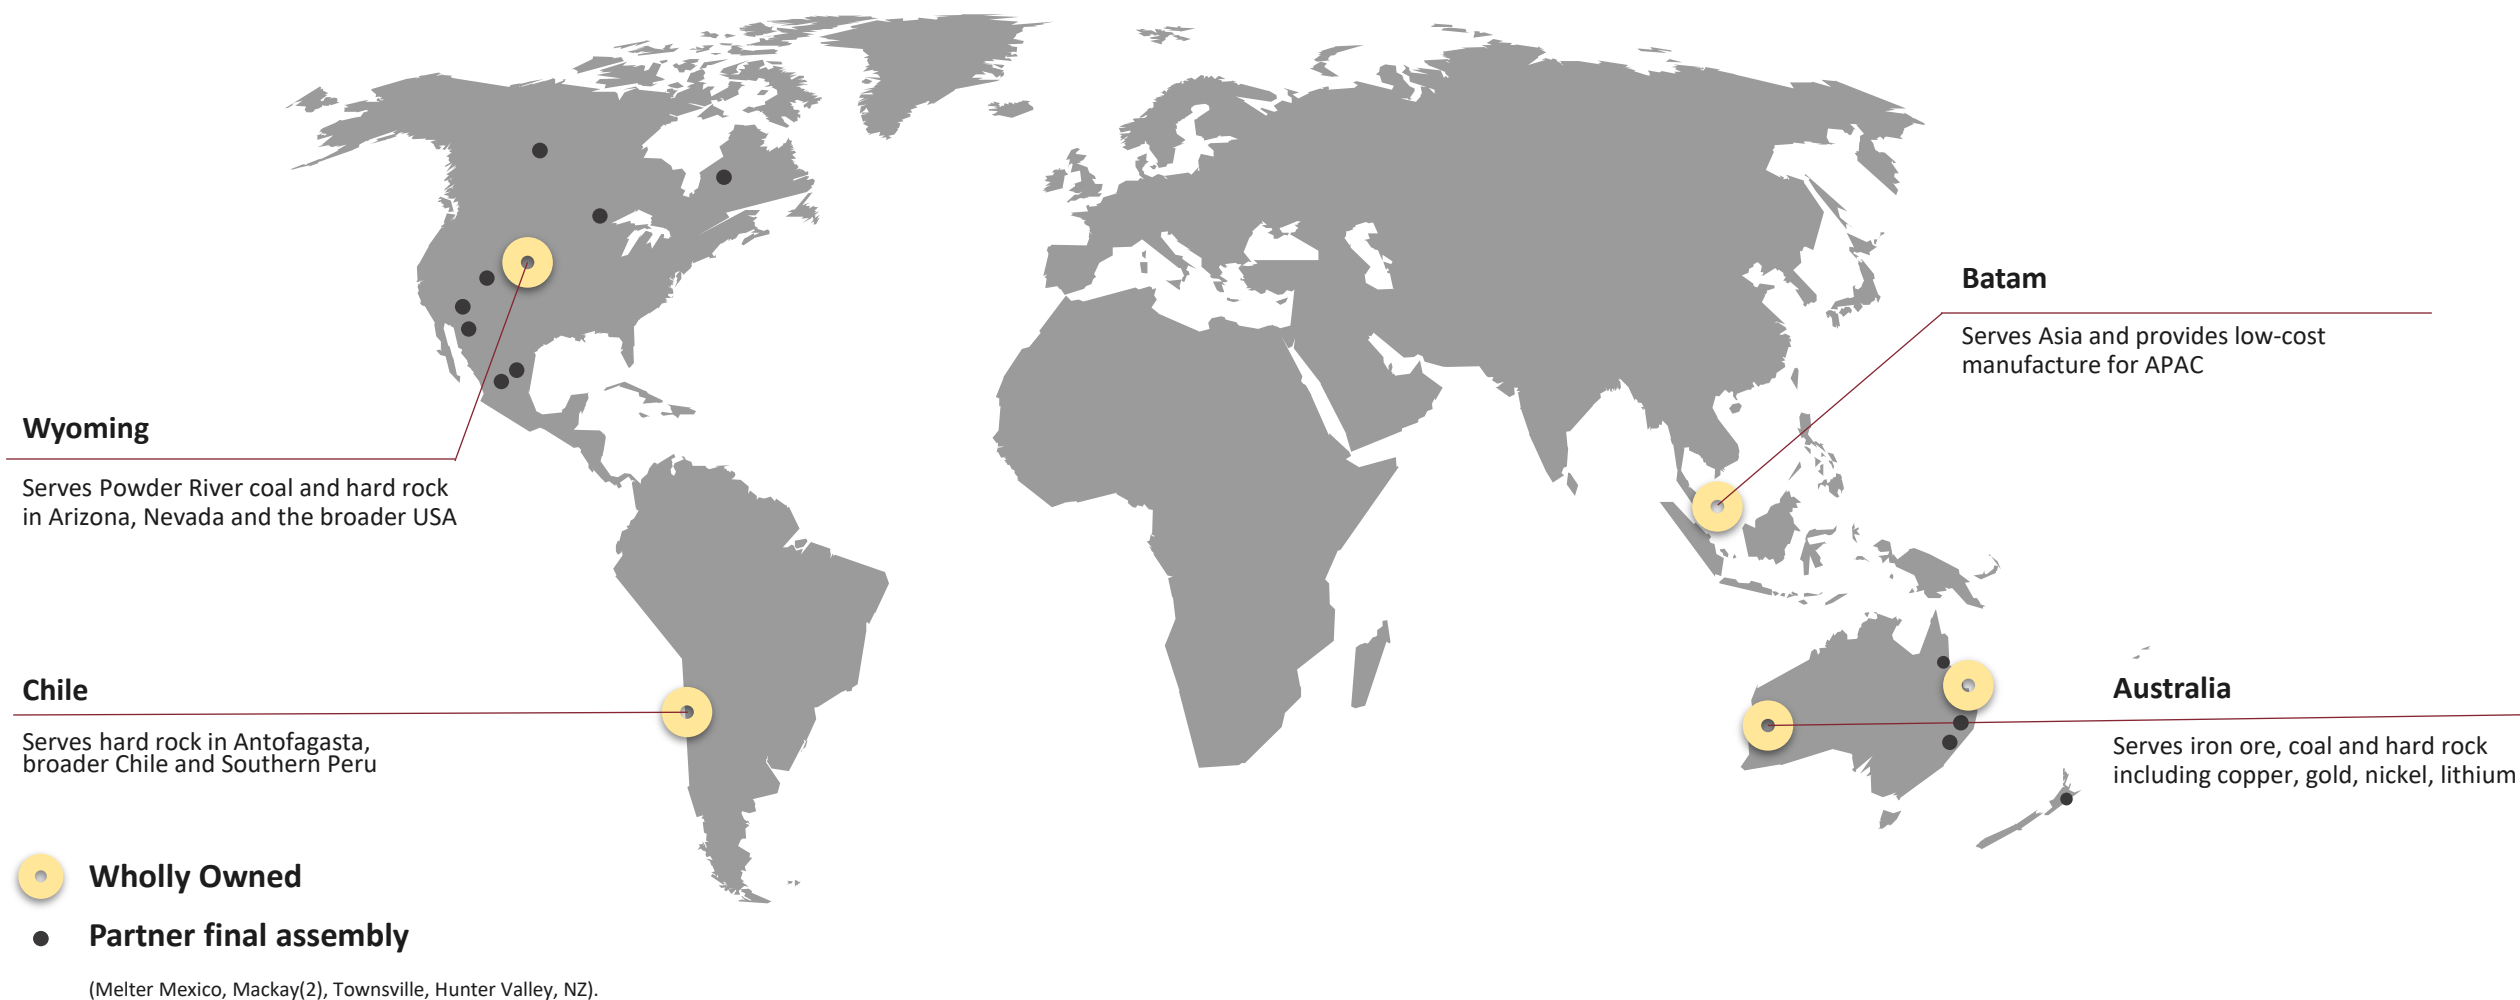 Batam
Serves Asia and provides low-cost
manufacture for APAC
Wyoming
Serves Powder River coal and hard rock
in Arizona, Nevada and the broader USA
Chile
Serves hard rock in Antofagasta,
broader Chile and Southern Peru
Australia
Serves iron ore, coal and hard rock
including copper, gold, nickel, lithium
Wholly Owned
Partner final assembly
(Melter Mexico, Mackay(2), Townsville, Hunter Valley, NZ).